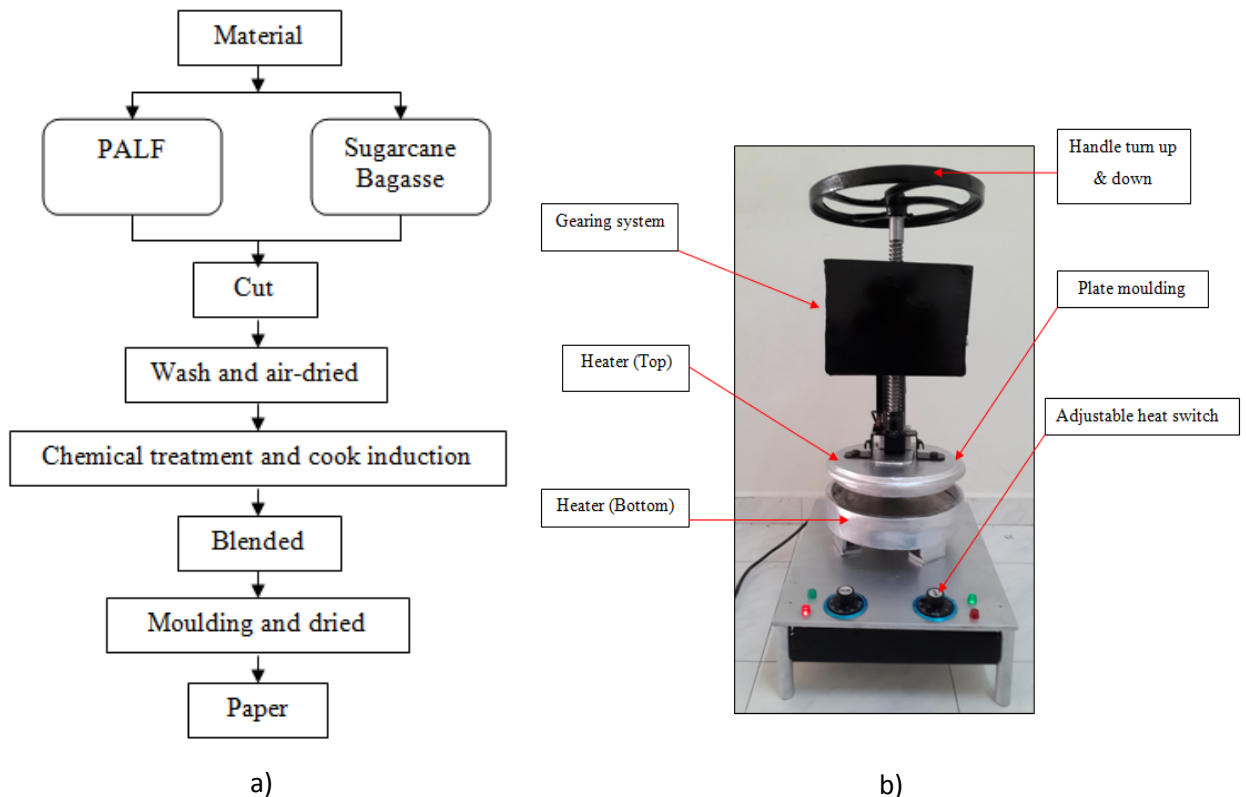 Material
PALF
Sugarcane
Bagasse
Cut
Wash and air-dried
Chemical treatment and cook induction
Blended
Moulding and dried
Paper
a)
Handle turn up
& down
Gearing system
Plate moulding
Heater (Top)
Adjustable heat switch
Heater (Bottom)
b)